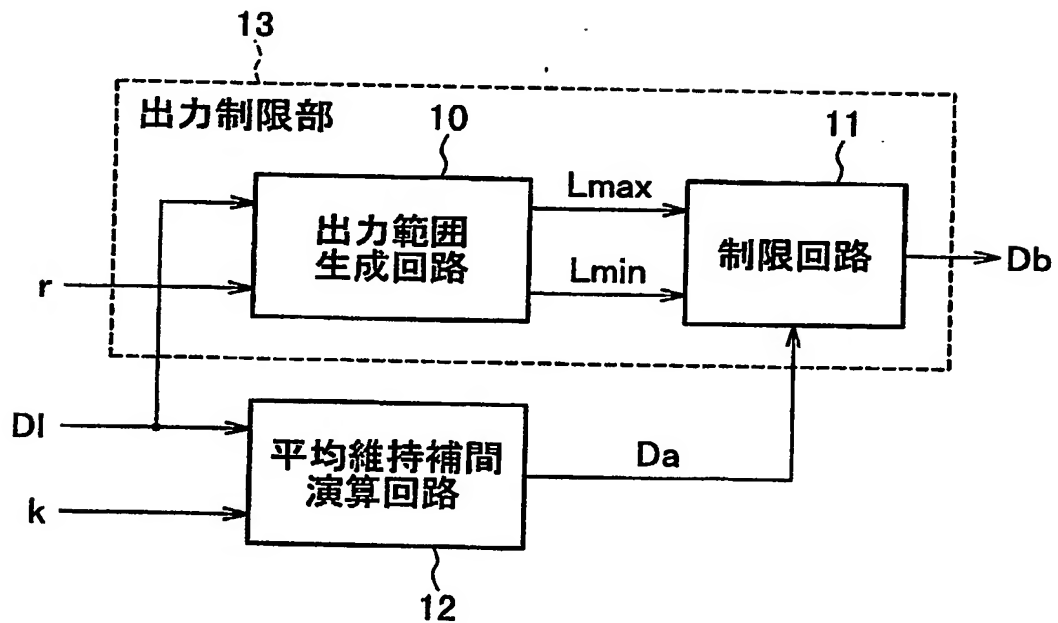 13
出力制限部
10
11
出力範囲
生成回路
Lmax
Lmin
制限回路
Db
r
DI
k
平均維持補間
演算回路
Da
12